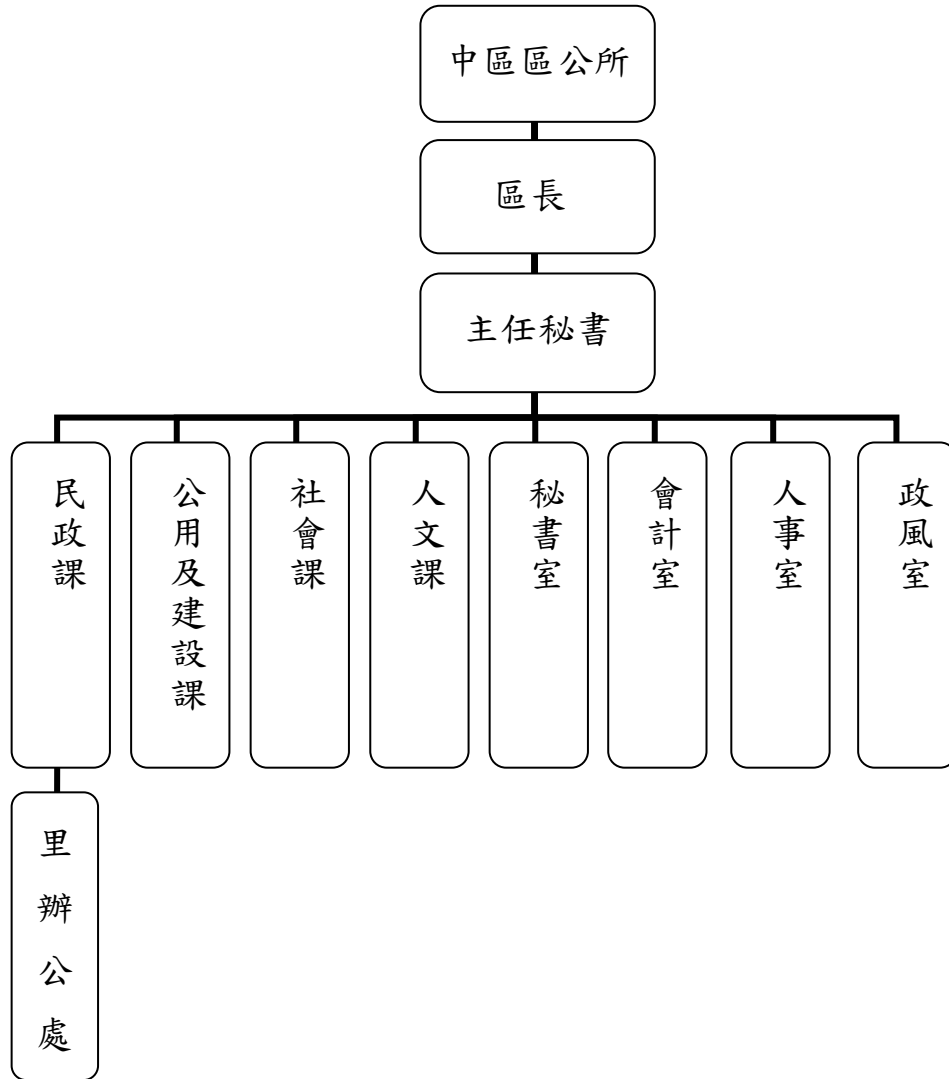 中區區公所
區長
主任秘書
民政課
公用及建設課
社會課
人文課
秘書室
會計室
人事室
政風室
里辦公處